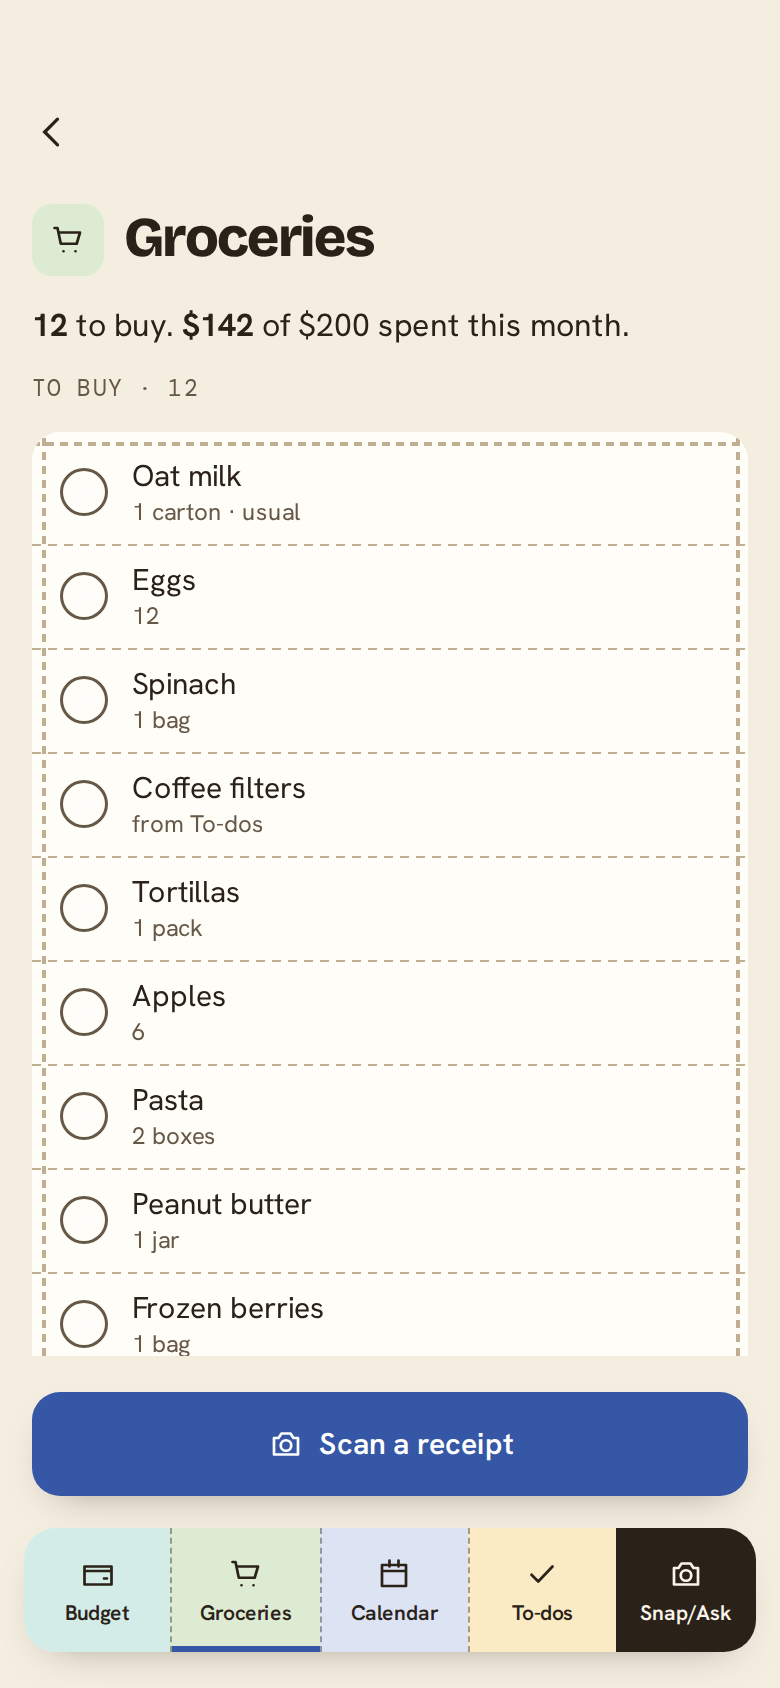 Groceries
12 to buy. $142 of $200 spent this month.
TO BUY · 12
Oat milk
1 carton · usual
Eggs
12
Spinach
1 bag
Coffee filters
from To-dos
Tortillas
1 pack
Apples
6
Pasta
2 boxes
Peanut butter
1 jar
Frozen berries
1 bag
Scan a receipt
Budget
Groceries
Calendar
To-dos
Snap/Ask